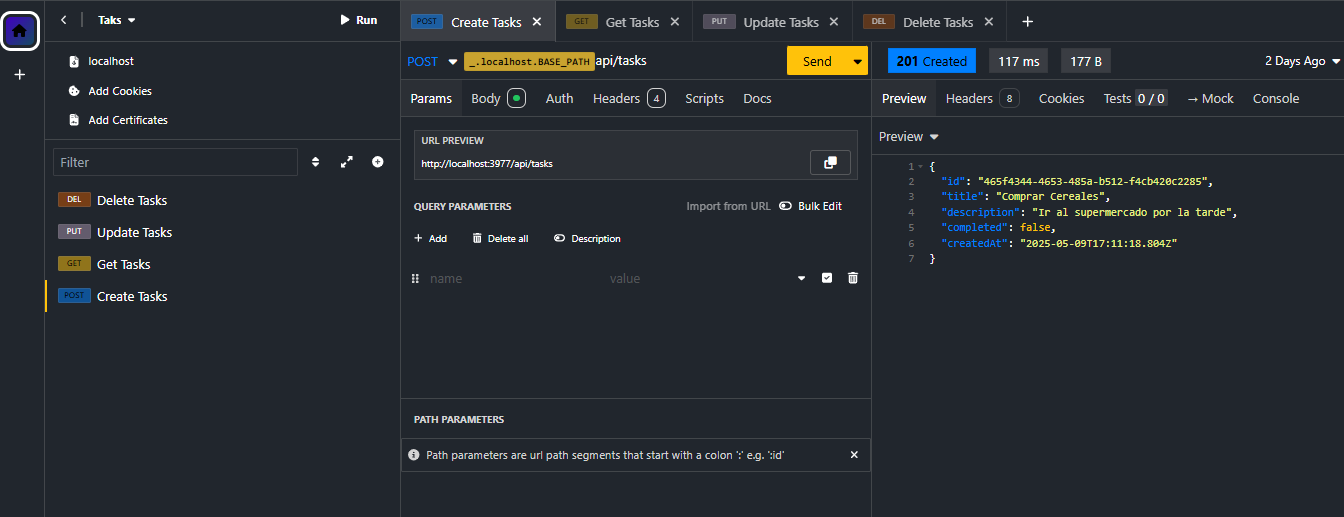 Taks
Run
localhost
Add Cookies
Add Certificates
Filter
DEL Delete Tasks
PUT Update Tasks
GET Get Tasks
POST Create Tasks
POST Create Tasks GET Get Tasks PUT Update Tasks DEL Delete Tasks
POST _.localhost.BASE_PATH api/tasks Send
Params Body Auth Headers 4 Scripts Docs
URL PREVIEW
http://localhost:3977/api/tasks
QUERY PARAMETERS Import from URL Bulk Edit
+ Add Delete all Description
name value
PATH PARAMETERS
Path parameters are url path segments that start with a colon ':' e.g. ':id'
201 Created 117 ms 177 B 2 Days Ago
Preview Headers 8 Cookies Tests 0 / 0 → Mock Console
Preview
1 {
2 "id": "465f4344-4653-485a-b512-f4cb420c2285",
3 "title": "Comprar Cereales",
4 "description": "Ir al supermercado por la tarde",
5 "completed": false,
6 "createdAt": "2025-05-09T17:11:18.804Z"
7 }